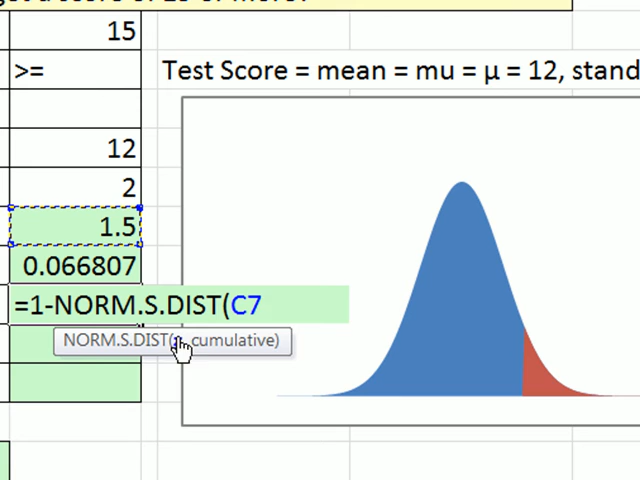 15
>=
Test Score = mean = mu = µ = 12, stand
12
2
1.5
0.066807
=1-NORM.S.DIST(C7
NORM.S.DIST( cumulative)